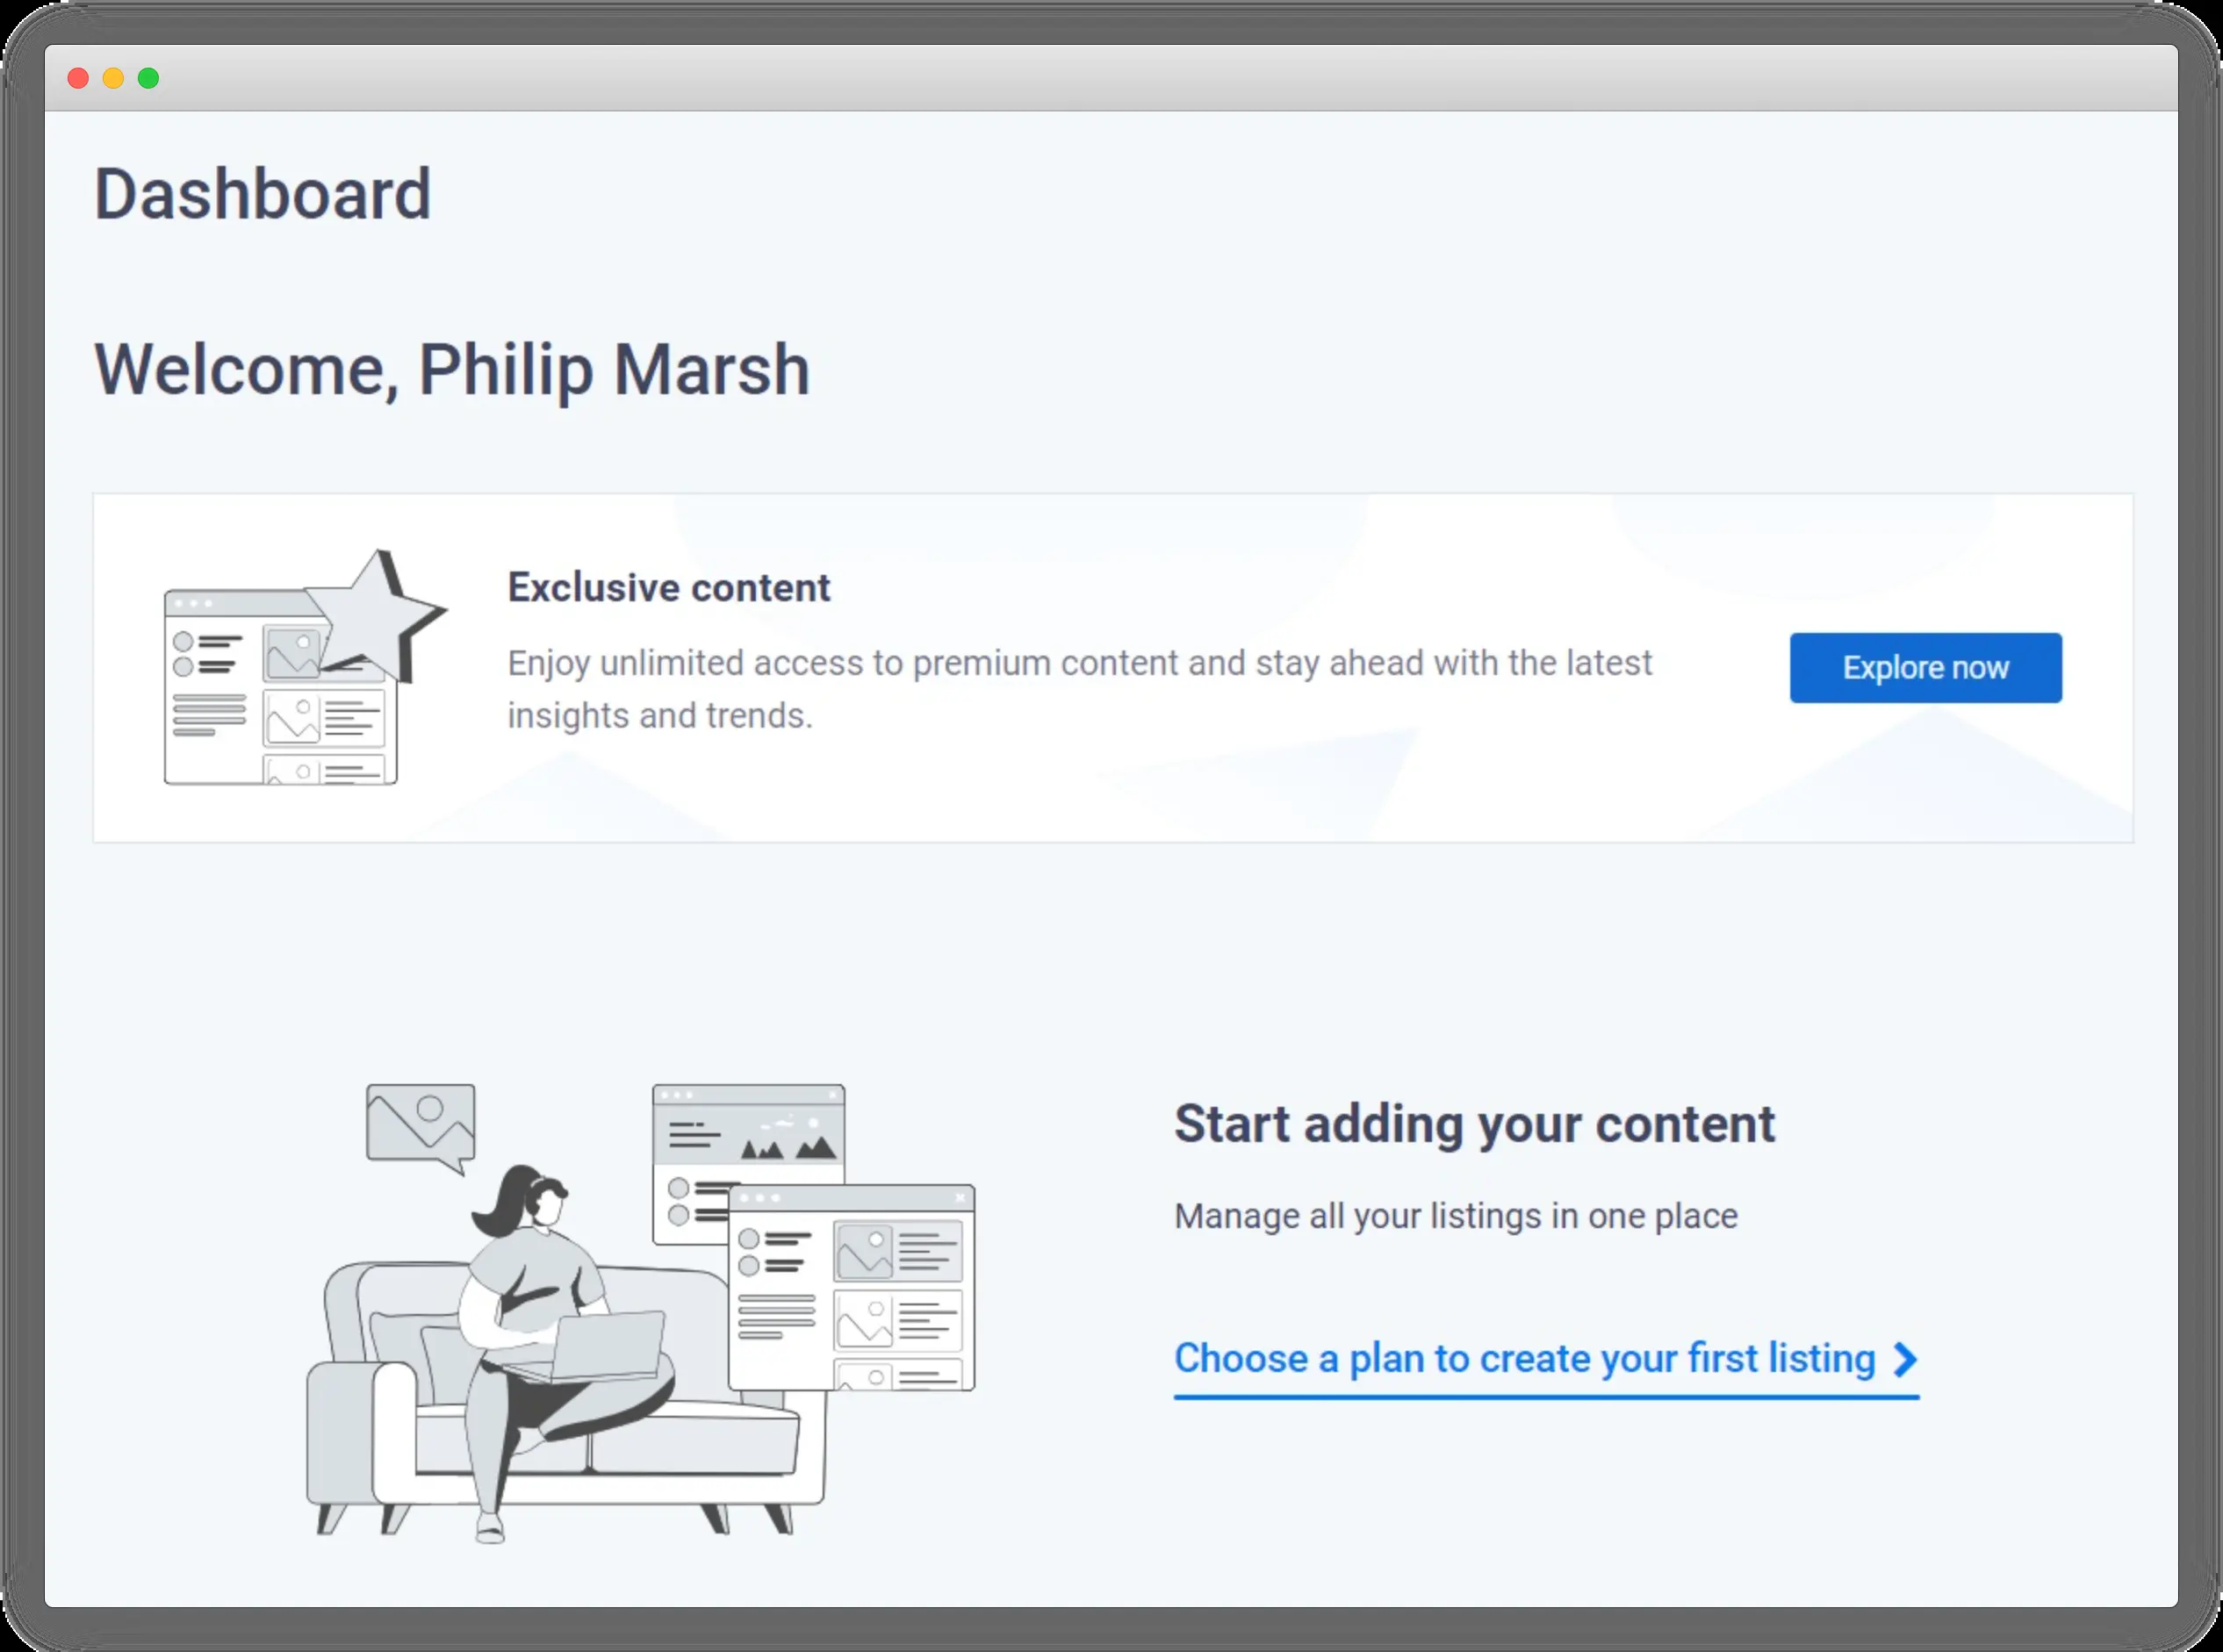 Dashboard
Welcome, Philip Marsh
Exclusive content
Enjoy unlimited access to premium content and stay ahead with the latest
insights and trends.
Explore now
Start adding your content
Manage all your listings in one place
Choose a plan to create your first listing